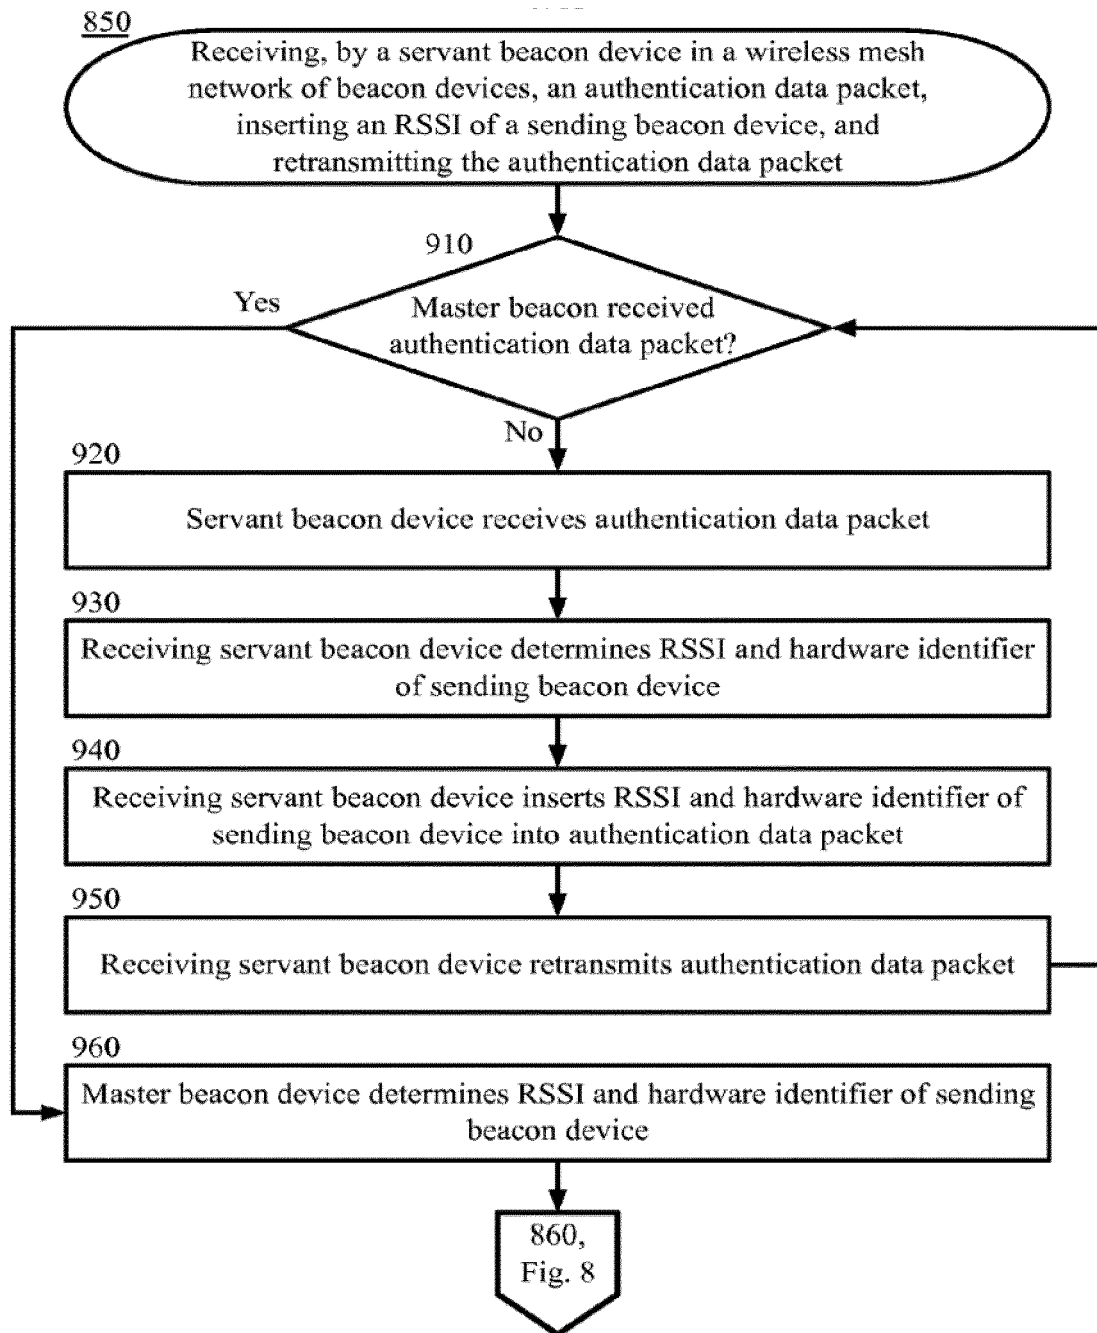 850
Receiving, by a servant beacon device in a wireless mesh
network of beacon devices, an authentication data packet,
inserting an RSSI of a sending beacon device, and
retransmitting the authentication data packet
910
Yes
Master beacon received
authentication data packet?
No
920
Servant beacon device receives authentication data packet
930
Receiving servant beacon device determines RSSI and hardware identifier
of sending beacon device
940
Receiving servant beacon device inserts RSSI and hardware identifier of
sending beacon device into authentication data packet
950
Receiving servant beacon device retransmits authentication data packet
960
Master beacon device determines RSSI and hardware identifier of sending
beacon device
860,
Fig. 8